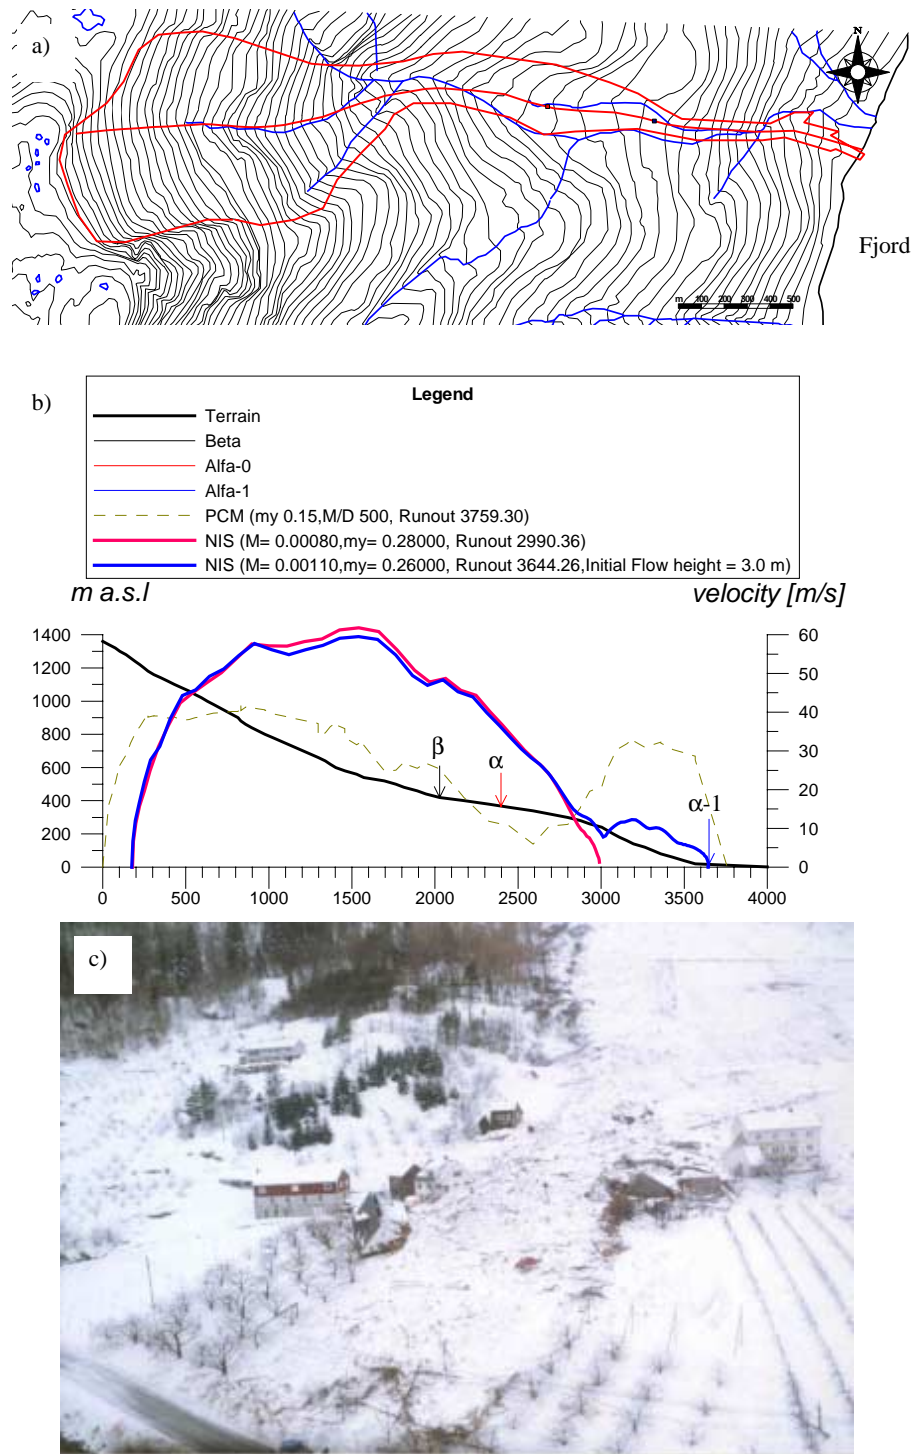 a)
N
Fjord
m 100 200 300 400 500
b)
Legend
Terrain
Beta
Alfa-0
Alfa-1
PCM (my 0.15,M/D 500, Runout 3759.30)
NIS (M= 0.00080,my= 0.28000, Runout 2990.36)
NIS (M= 0.00110,my= 0.26000, Runout 3644.26,Initial Flow height = 3.0 m)
m a.s.l
velocity [m/s]
1400
1200
1000
800
600
400
200
0
β
α
α-1
60
50
40
30
20
10
0
0 500 1000 1500 2000 2500 3000 3500 4000
c)